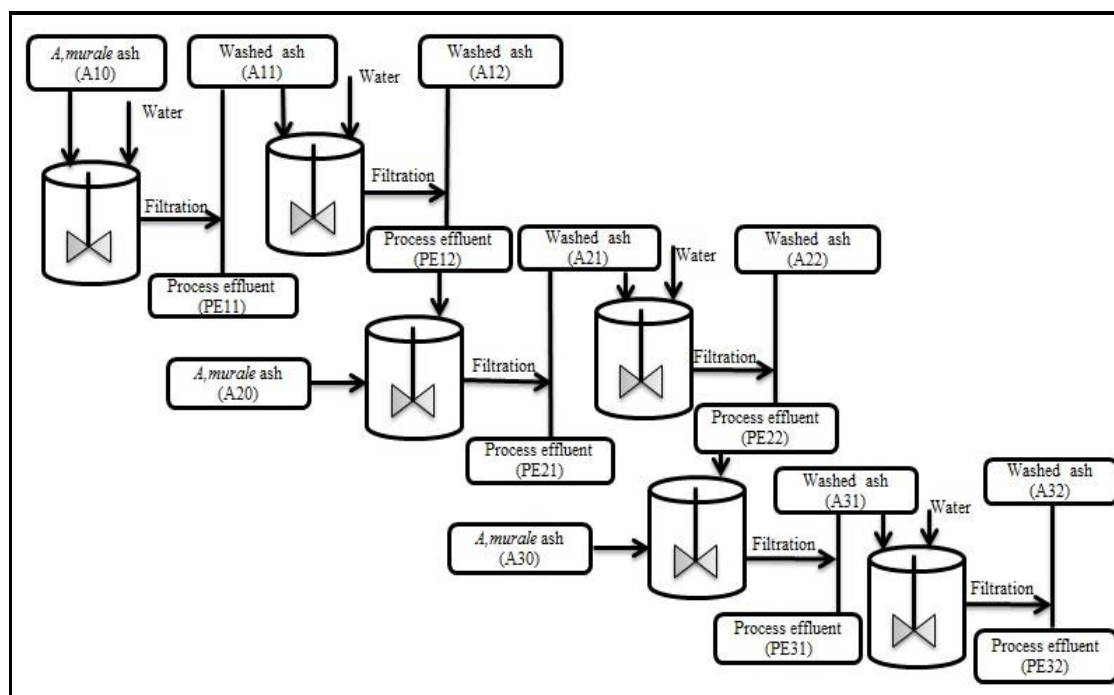 A,murale ash
(A10)
Washed ash
(A11)
Washed ash
(A12)
Water
Water
Filtration
Filtration
Process effluent
(PE11)
Process effluent
(PE12)
Washed ash
(A21)
Washed ash
(A22)
Water
A,murale ash
(A20)
Filtration
Filtration
Process effluent
(PE21)
Process effluent
(PE22)
Washed ash
(A31)
Washed ash
(A32)
Water
A,murale ash
(A30)
Filtration
Filtration
Process effluent
(PE31)
Process effluent
(PE32)